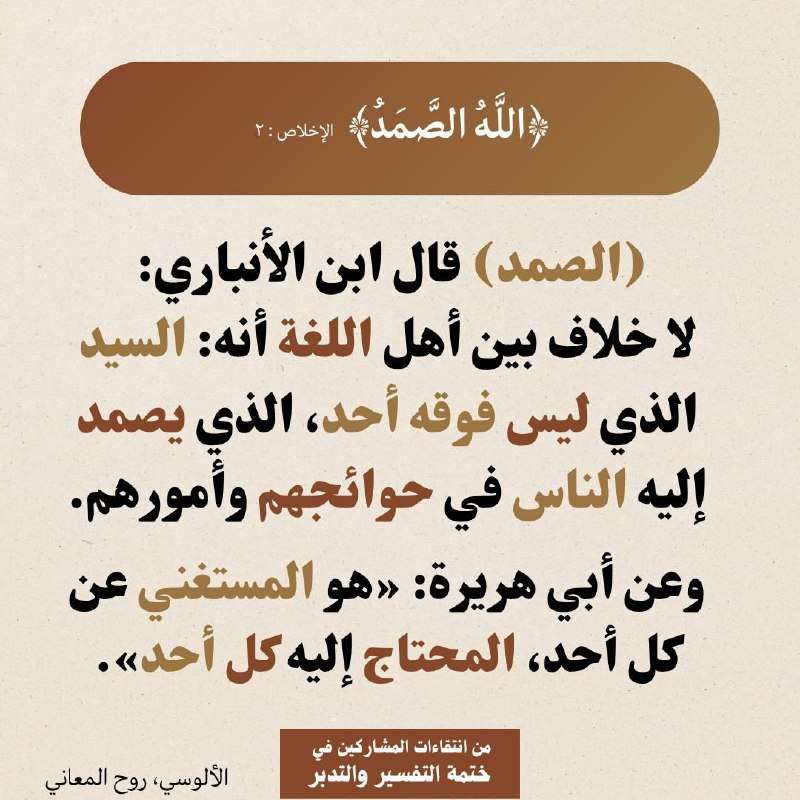 ﴿اللَّهُ الصَّمَدُ﴾ الإخلاص : ٢
(الصمد) قال ابن الأنباري:
لا خلاف بين أهل اللغة أنه: السيد
الذي ليس فوقه أحد، الذي يصمد
إليه الناس في حوائجهم وأمورهم.
وعن أبي هريرة: «هو المستغني عن
كل أحد، المحتاج إليه كل أحد».
من انتقاءات المشاركين في
ختمة التفسير والتدبر
الألوسي، روح المعاني